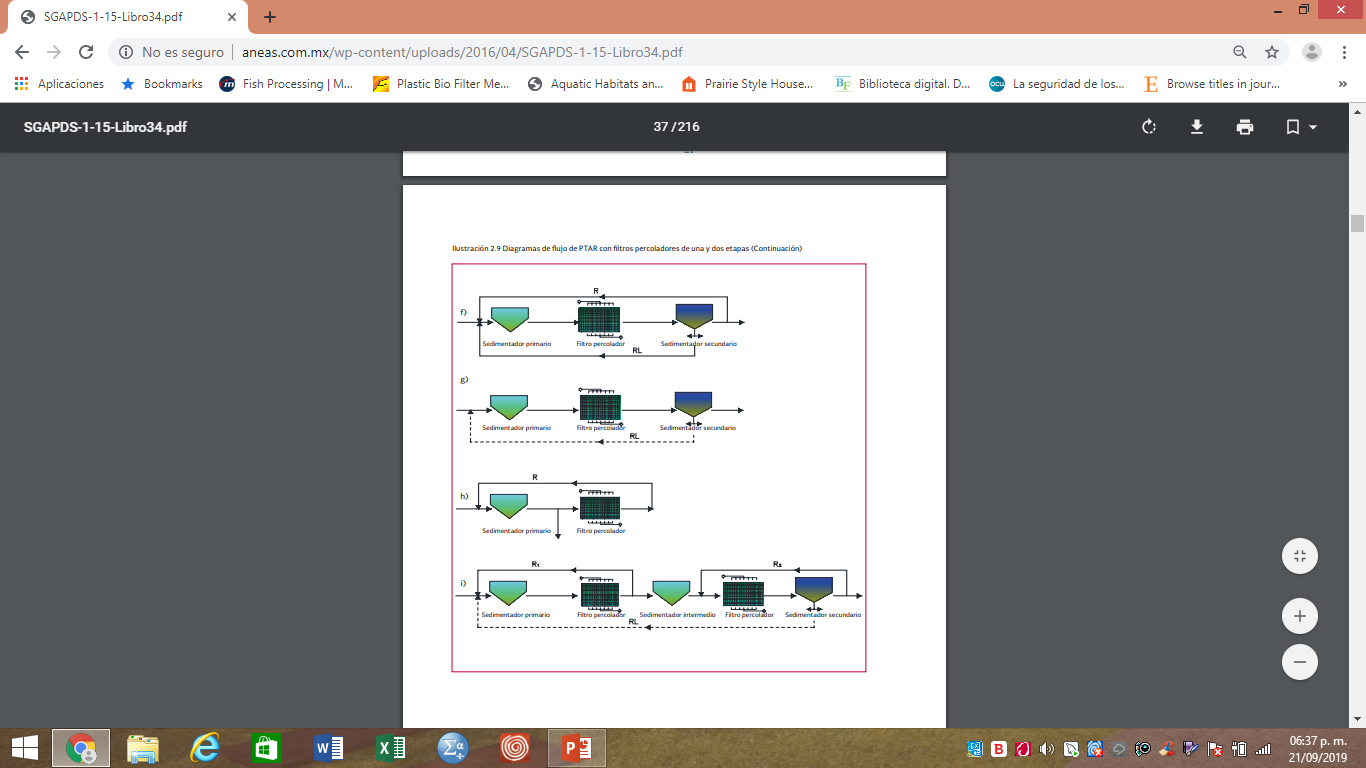 SGAPDS-1-15-Libro34.pdf
No es seguro | aneas.com.mx/wp-content/uploads/2016/04/SGAPDS-1-15-Libro34.pdf
Aplicaciones Bookmarks Fish Processing | M... Plastic Bio Filter Me... Aquatic Habitats an... Prairie Style House... BF Biblioteca digital. D... ocu La seguridad de los... E Browse titles in jour... »
SGAPDS-1-15-Libro34.pdf 37 / 216
Ilustración 2.9 Diagramas de flujo de PTAR con filtros percoladores de una y dos etapas (Continuación)
R
f)
Sedimentador primario Filtro percolador Sedimentador secundario
RL
g)
Sedimentador primario Filtro percolador Sedimentador secundario
RL
R
h)
Sedimentador primario Filtro percolador
R1 R2
i)
Sedimentador primario Filtro percolador Sedimentador intermedio Filtro percolador Sedimentador secundario
RL
06:37 p. m.
21/09/2019